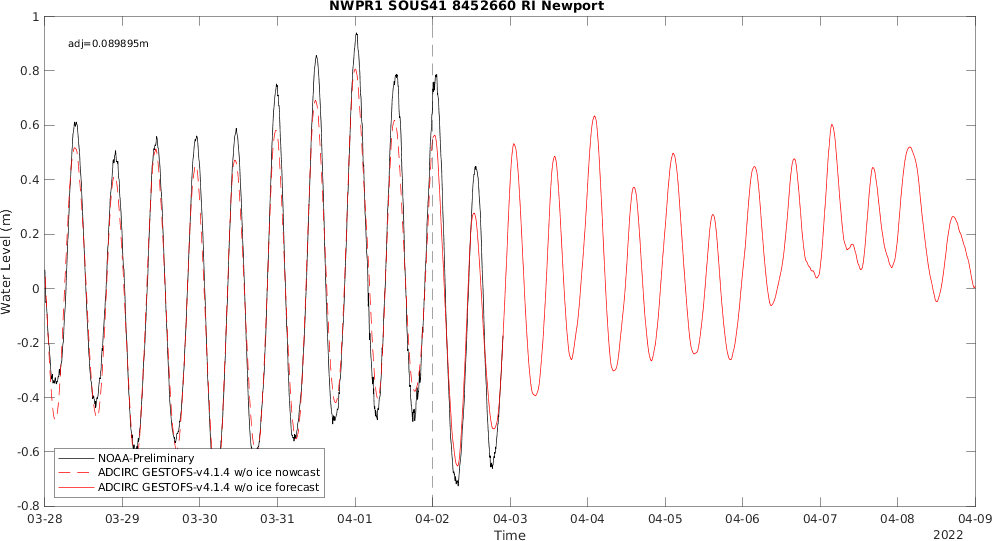 NWPR1 SOUS41 8452660 RI Newport
adj=0.089895m
1
0.8
0.6
0.4
0.2
0
-0.2
-0.4
-0.6
-0.8
Water Level (m)
NOAA-Preliminary
ADCIRC GESTOFS-v4.1.4 w/o ice nowcast
ADCIRC GESTOFS-v4.1.4 w/o ice forecast
03-28 03-29 03-30 03-31 04-01 04-02 04-03 04-04 04-05 04-06 04-07 04-08 04-09
Time
2022